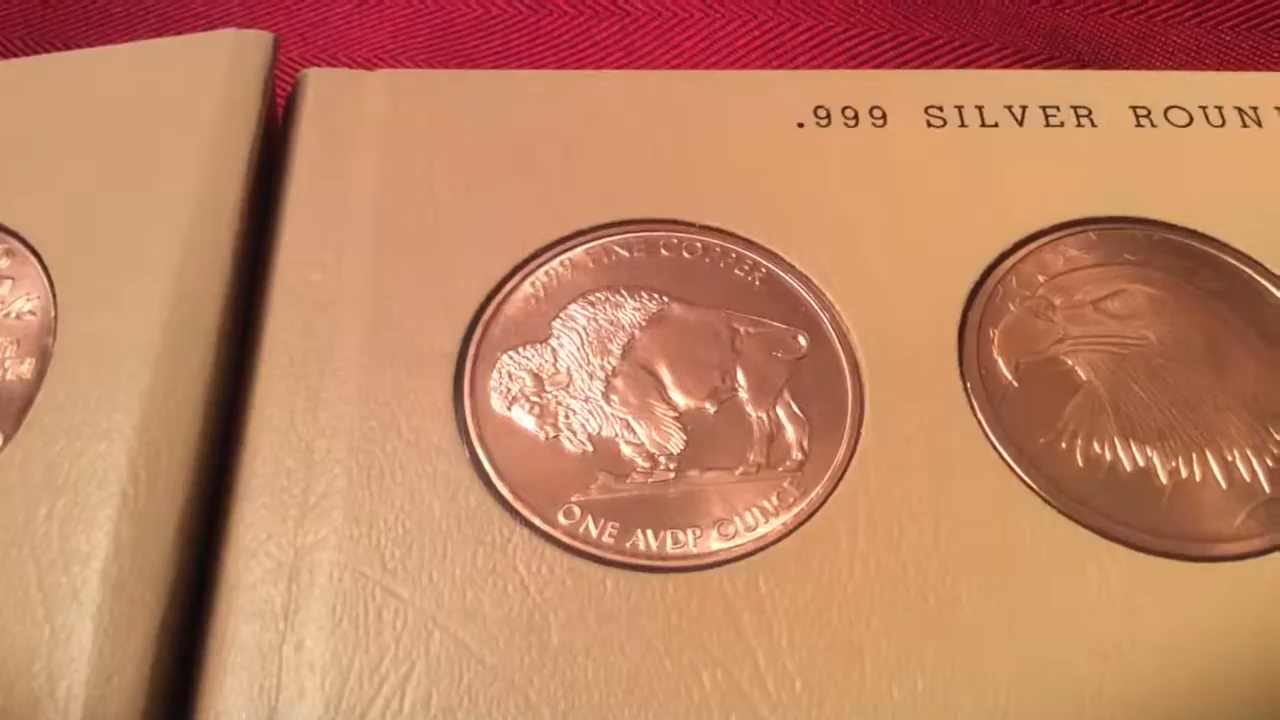 .999 SILVER ROUN
.999 FINE COPPER
ONE AVDP OUNCE